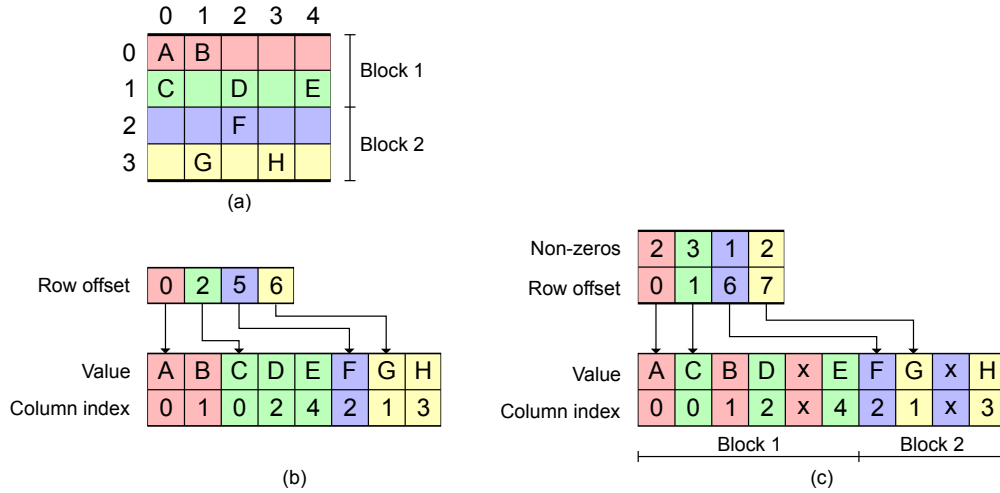 0 1 2 3 4
0 A B
Block 1
1 C D E
2 F
Block 2
3 G H
(a)
Row offset 0 2 5 6
Value A B C D E F G H
Column index 0 1 0 2 4 2 1 3
(b)
Non-zeros 2 3 1 2
Row offset 0 1 6 7
Value A C B D x E F G x H
Column index 0 0 1 2 x 4 2 1 x 3
Block 1 Block 2
(c)